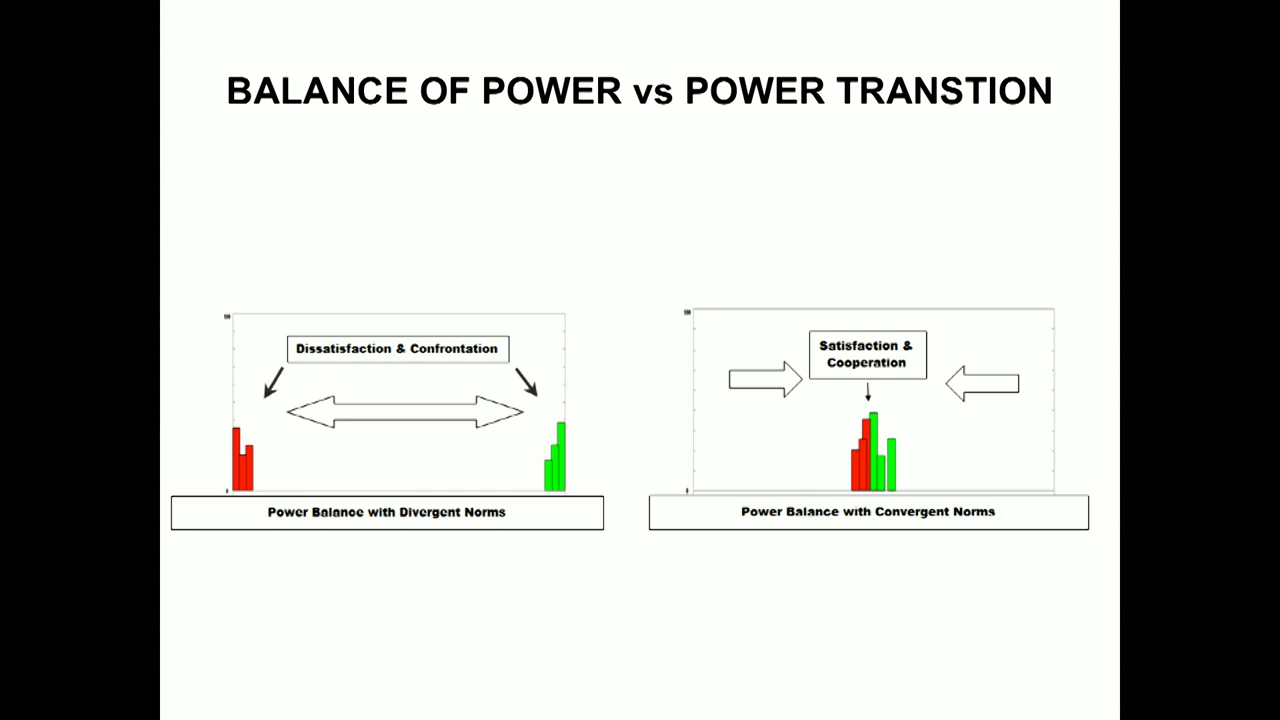 BALANCE OF POWER vs POWER TRANSTION
Dissatisfaction & Confrontation
Power Balance with Divergent Norms
Satisfaction &
Cooperation
Power Balance with Convergent Norms